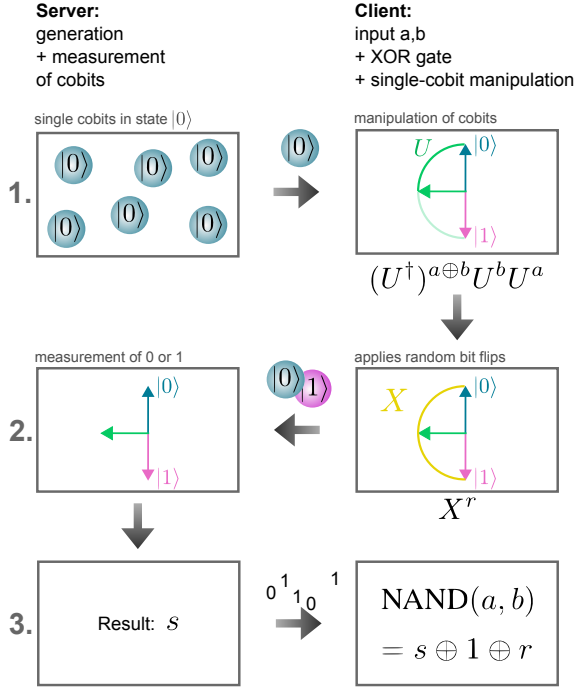 Server:
generation
+ measurement
of cobits
Client:
input a,b
+ XOR gate
+ single-cobit manipulation
single cobits in state |0⟩
manipulation of cobits
1.
|0⟩ |0⟩ |0⟩
|0⟩ |0⟩ |0⟩
|0⟩
U
|0⟩
|1⟩
(U†)^{a⊕b}U^bU^a
measurement of 0 or 1
applies random bit flips
2.
|0⟩
|1⟩
|0⟩|1⟩
X
|0⟩
|1⟩
X^r
3.
Result: s
0 1 1 0 1
NAND(a, b)
= s ⊕ 1 ⊕ r